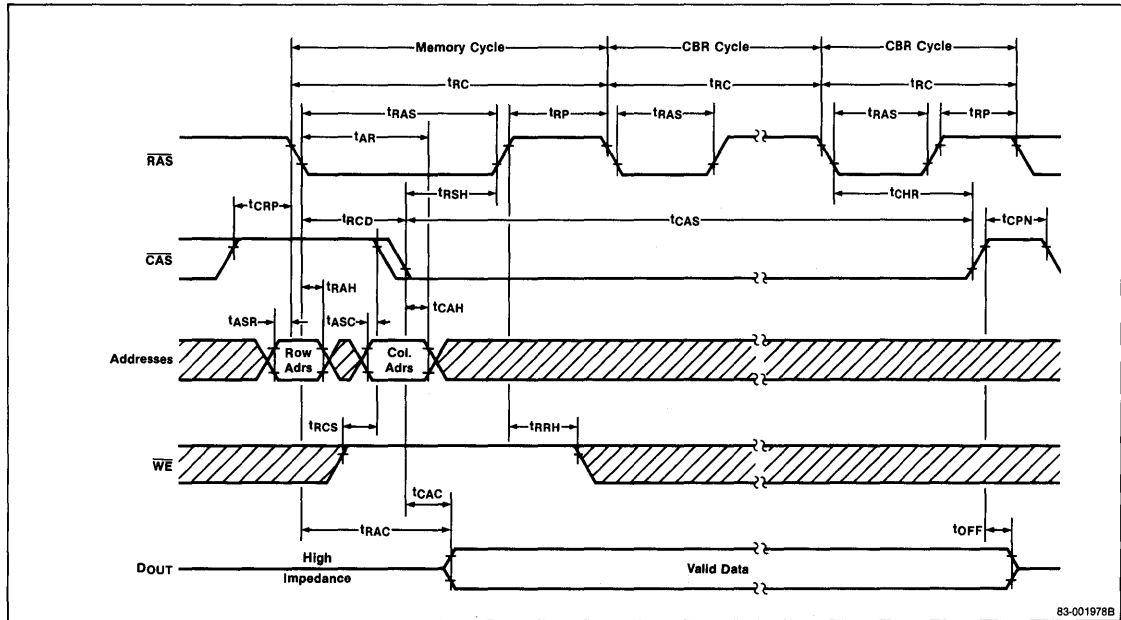 Memory Cycle CBR Cycle CBR Cycle
tRC tRC tRC
tRAS tRP tRAS tRAS tRP
tAR
RAS
tRSH tCHR
tCRP tRCD tCAS tCPN
CAS
tRAH tCAH
tASR tASC
Addresses Row Adrs Col. Adrs
tRCS tRRH
WE
tCAC
tRAC tOFF
High
DOUT Valid Data
Impedance
83-001978B